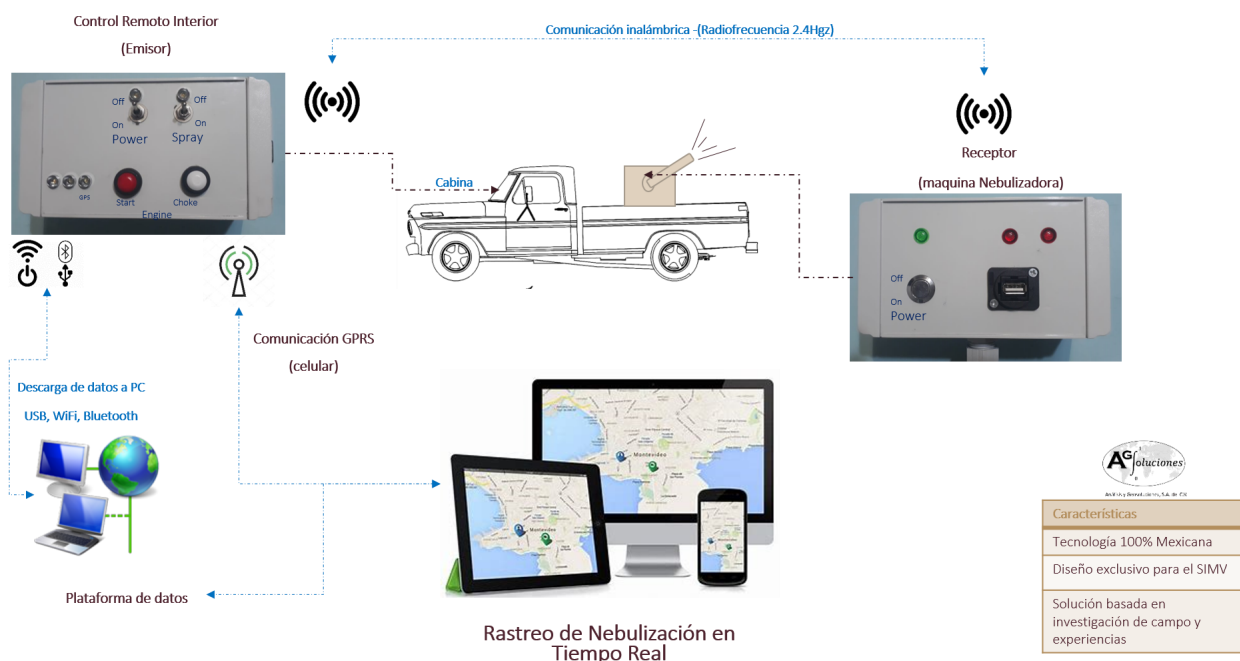 Control Remoto Interior
(Emisor)
Comunicación inalámbrica -(Radiofrecuencia 2.4Hgz)
Off
Off
On
On
Power
Spray
GPS
Start
Choke
Engine
Cabina
Receptor
(maquina Nebulizadora)
Off
On
Power
Comunicación GPRS
(celular)
Descarga de datos a PC
USB, WiFi, Bluetooth
Plataforma de datos
Montevideo
Montevideo
Rastreo de Nebulización en
Tiempo Real
AG Soluciones
Características
Tecnología 100% Mexicana
Diseño exclusivo para el SIMV
Solución basada en
investigación de campo y
experiencias